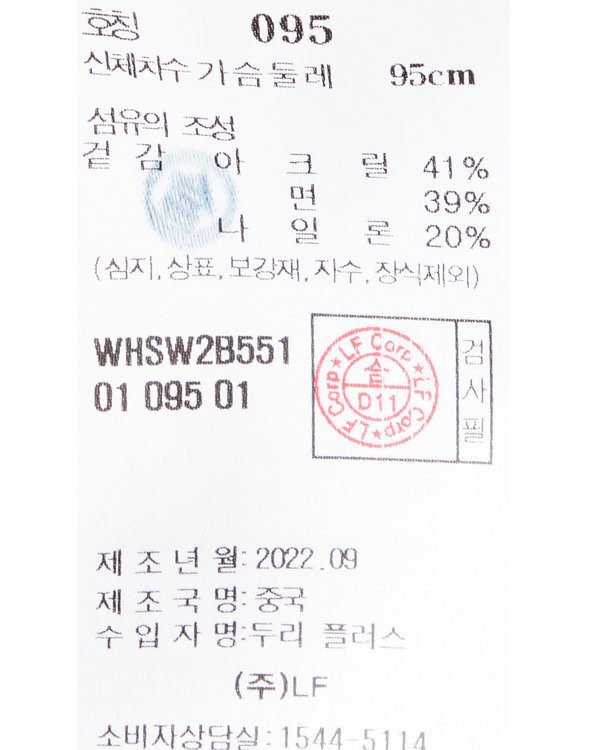 호칭 095
신체치수 가슴둘레 95cm
섬유의 조성
겉 감 아 크 릴 41%
면 39%
나 일 론 20%
(심지, 상표, 보강재, 자수, 장식제외)
WHSW2B551
01 095 01
LF Corp ★ LF Corp ★ LF Corp ★
숨
D11
검사필
제 조 년 월: 2022.09
제 조 국 명: 중국
수 입 자 명: 두리 플러스
(주)LF
소비자상담실: 1544-5114